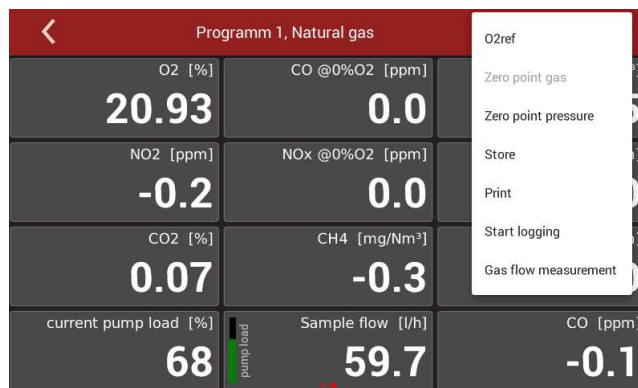 Programm 1, Natural gas
O2 [%]
20.93
CO @0%O2 [ppm]
0.0
NO2 [ppm]
-0.2
NOx @0%O2 [ppm]
0.0
CO2 [%]
0.07
CH4 [mg/Nm³]
-0.3
current pump load [%]
68
pump load
Sample flow [l/h]
59.7
CO [ppm]
-0.1
O2ref
Zero point gas
Zero point pressure
Store
Print
Start logging
Gas flow measurement